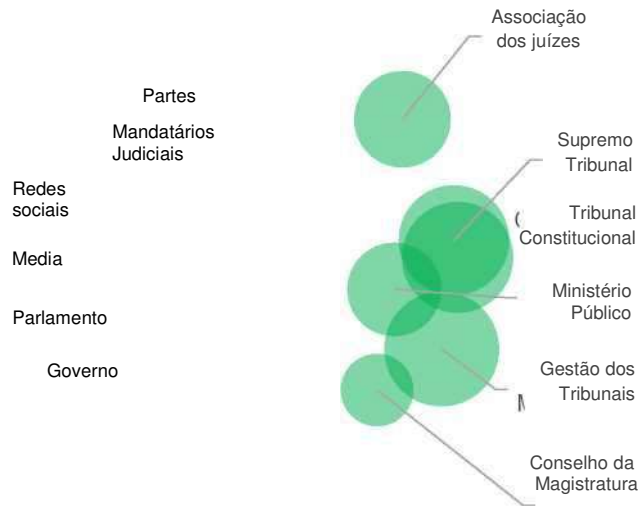 Associação
dos juízes
Partes
Mandatários
Judiciais
Supremo
Tribunal
Redes
sociais
Tribunal
Constitucional
Media
Ministério
Público
Parlamento
Governo
Gestão dos
Tribunais
Conselho da
Magistratura